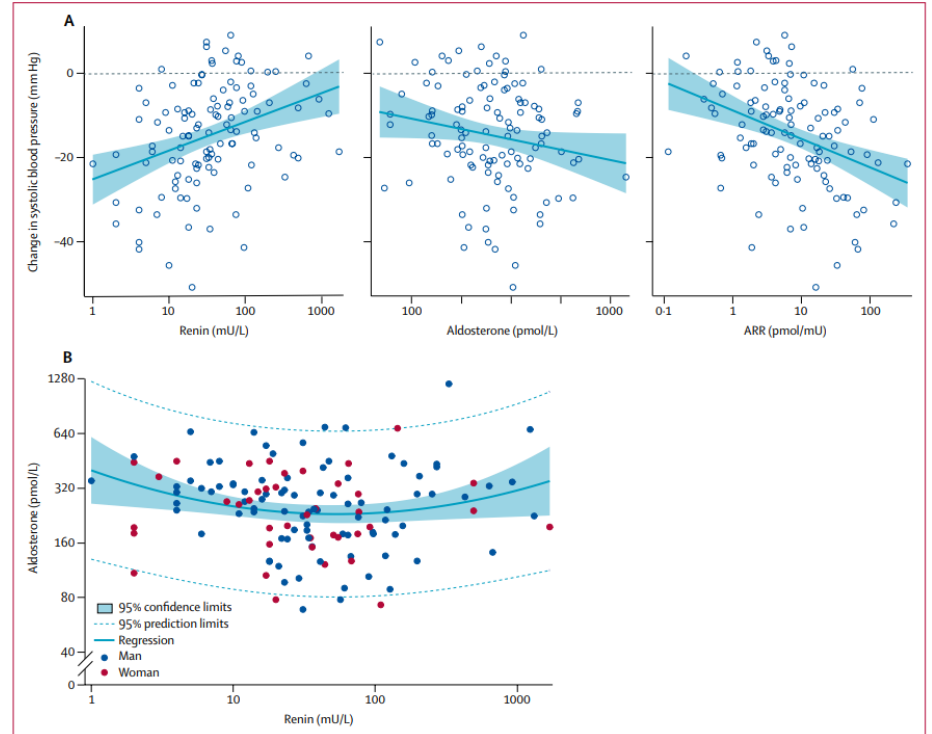 A
Change in systolic blood pressure (mm Hg)
0
−20
−40
1 10 100 1000
Renin (mU/L)
100 1000
Aldosterone (pmol/L)
0·1 0·1 1 10 100
ARR (pmol/mU)
B
Aldosterone (pmol/L)
1280
640
320
160
80
40
0
95% confidence limits
95% prediction limits
Regression
Man
Woman
1 10 100 1000
Renin (mU/L)